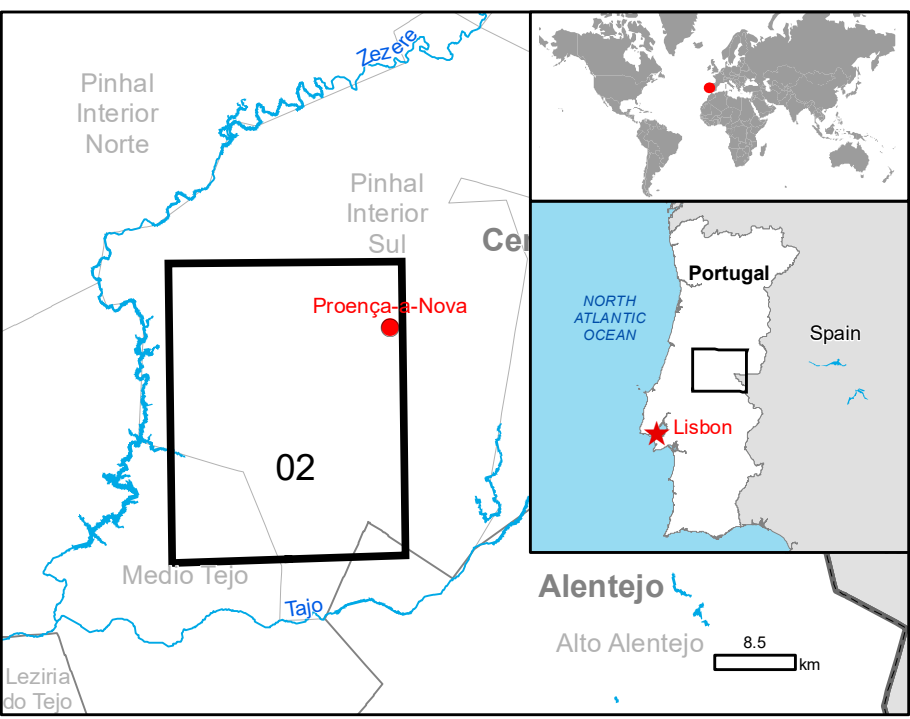 Zezere
Pinhal
Interior
Norte
Pinhal
Interior
Sul
Cer
Proença-a-Nova
02
Medio Tejo
Tajo
Leziria
do Tejo
Portugal
NORTH
ATLANTIC
OCEAN
Spain
Lisbon
Alentejo
Alto Alentejo
8.5
km